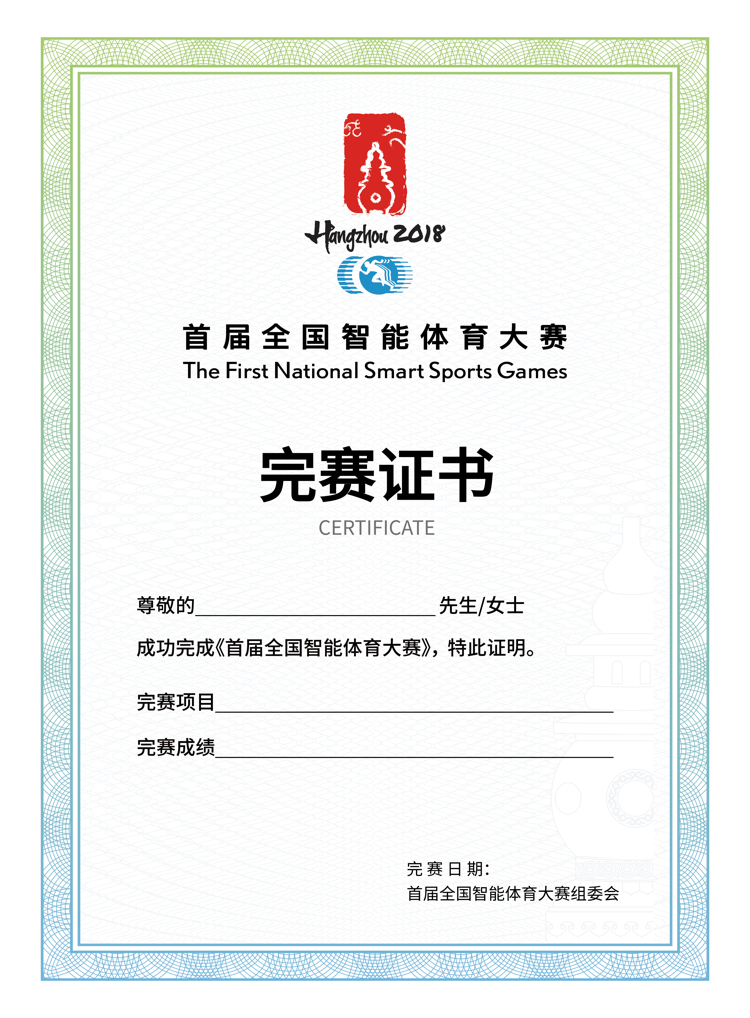 Hangzhou 2018
首届全国智能体育大赛
The First National Smart Sports Games
完赛证书
CERTIFICATE
尊敬的________________________先生/女士
成功完成《首届全国智能体育大赛》，特此证明。
完赛项目________________________________________
完赛成绩________________________________________
完赛日期：
首届全国智能体育大赛组委会